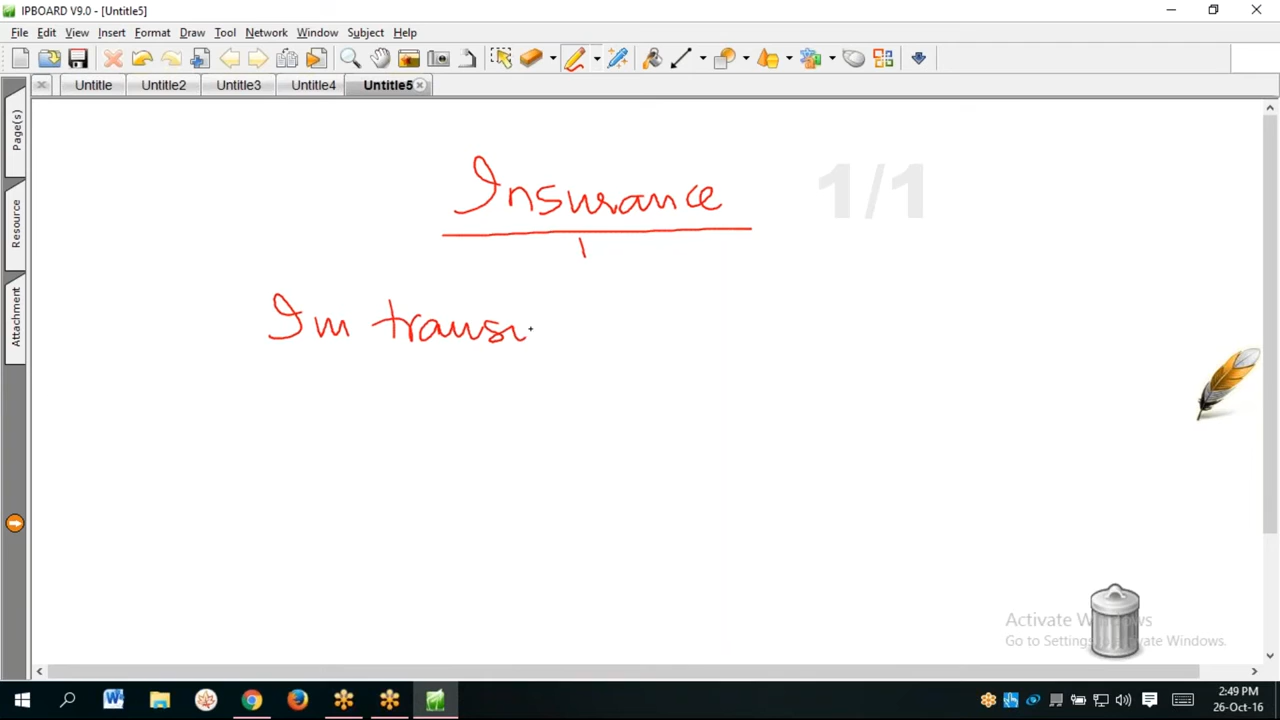 IPBOARD V9.0 - [Untitle5]
File Edit View Insert Format Draw Tool Network Window Subject Help
Untitle Untitle2 Untitle3 Untitle4 Untitle5
Page(s)
Resource
Attachment
1/1
Insurance
Im transi
Activate Windows
Go to Settings to activate Windows.
2:49 PM
26-Oct-16